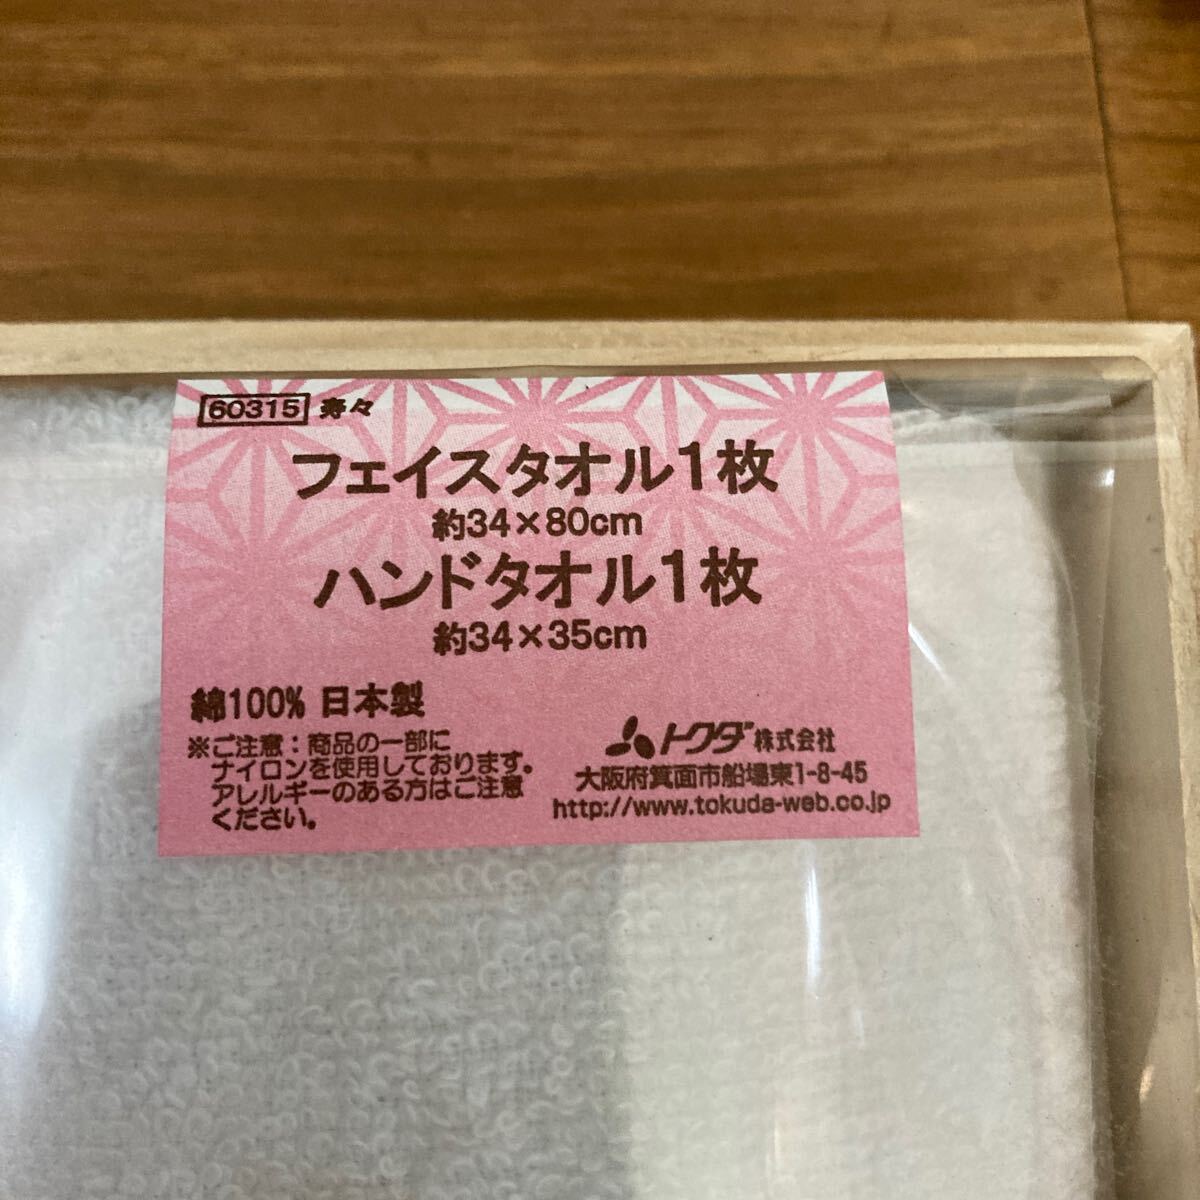 60315 寿々
フェイスタオル1枚
約34×80cm
ハンドタオル1枚
約34×35cm
綿100% 日本製
※ご注意：商品の一部に
ナイロンを使用しております。
アレルギーのある方はご注意
ください。
トクダ 株式会社
大阪府箕面市船場東1-8-45
http://www.tokuda-web.co.jp